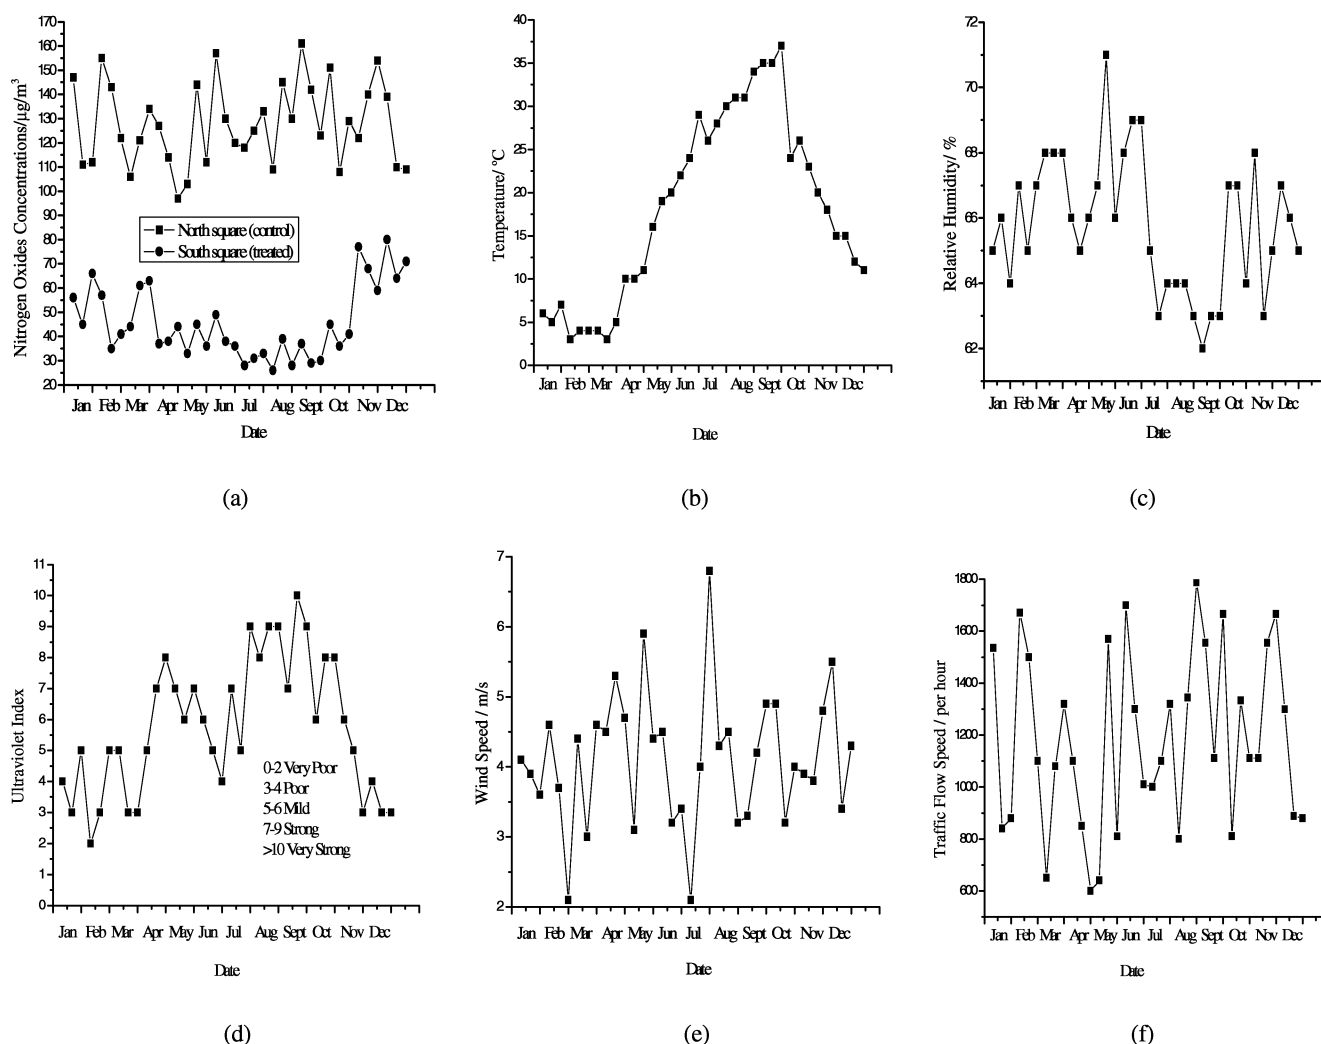 170
160
150
140
130
120
110
100
90
80
70
60
50
40
30
20
Nitrogen Oxides Concentrations/μg/m³
North square (control)
South square (treated)
Jan Feb Mar Apr May Jun Jul Aug Sept Oct Nov Dec
Date
(a)
40
35
30
25
20
15
10
5
0
Temperature/ °C
Jan Feb Mar Apr May Jun Jul Aug Sept Oct Nov Dec
Date
(b)
72
70
68
66
64
62
Relative Humidity/ %
Jan Feb Mar Apr May Jun Jul Aug Sept Oct Nov Dec
Date
(c)
11
10
9
8
7
6
5
4
3
2
1
0
Ultraviolet Index
0-2 Very Poor
3-4 Poor
5-6 Mild
7-9 Strong
>10 Very Strong
Jan Feb Mar Apr May Jun Jul Aug Sept Oct Nov Dec
Date
(d)
7
6
5
4
3
2
Wind Speed / m/s
Jan Feb Mar Apr May Jun Jul Aug Sept Oct Nov Dec
Date
(e)
1800
1600
1400
1200
1000
800
600
Traffic Flow Speed / per hour
Jan Feb Mar Apr May Jun Jul Aug Sept Oct Nov Dec
Date
(f)